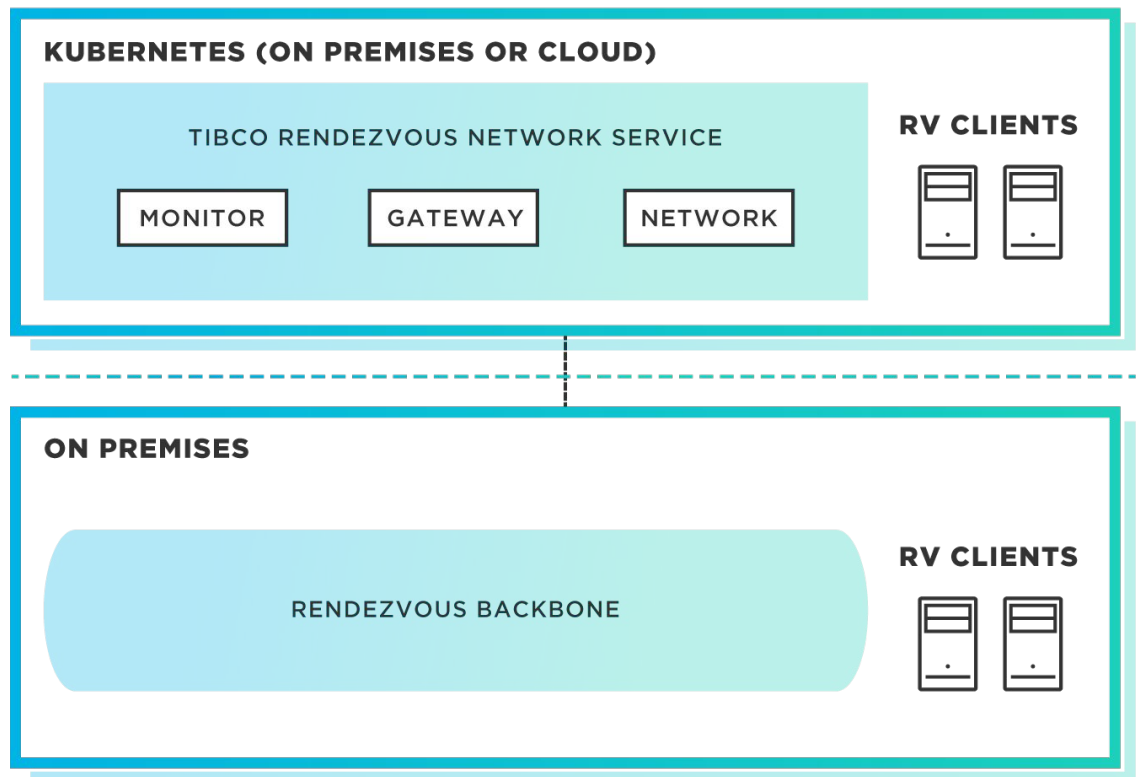 KUBERNETES (ON PREMISES OR CLOUD)
TIBCO RENDEZVOUS NETWORK SERVICE
MONITOR
GATEWAY
NETWORK
RV CLIENTS
ON PREMISES
RENDEZVOUS BACKBONE
RV CLIENTS